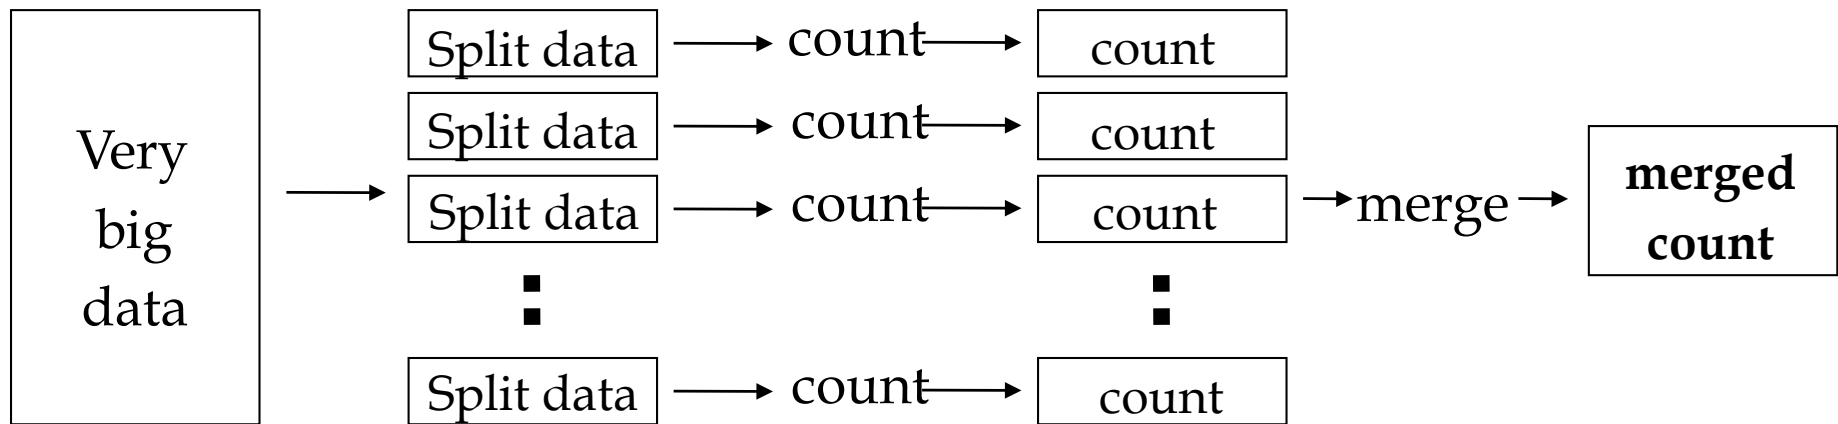 Very
big
data
Split data
count
count
Split data
count
count
Split data
count
count
Split data
count
count
merge
merged
count